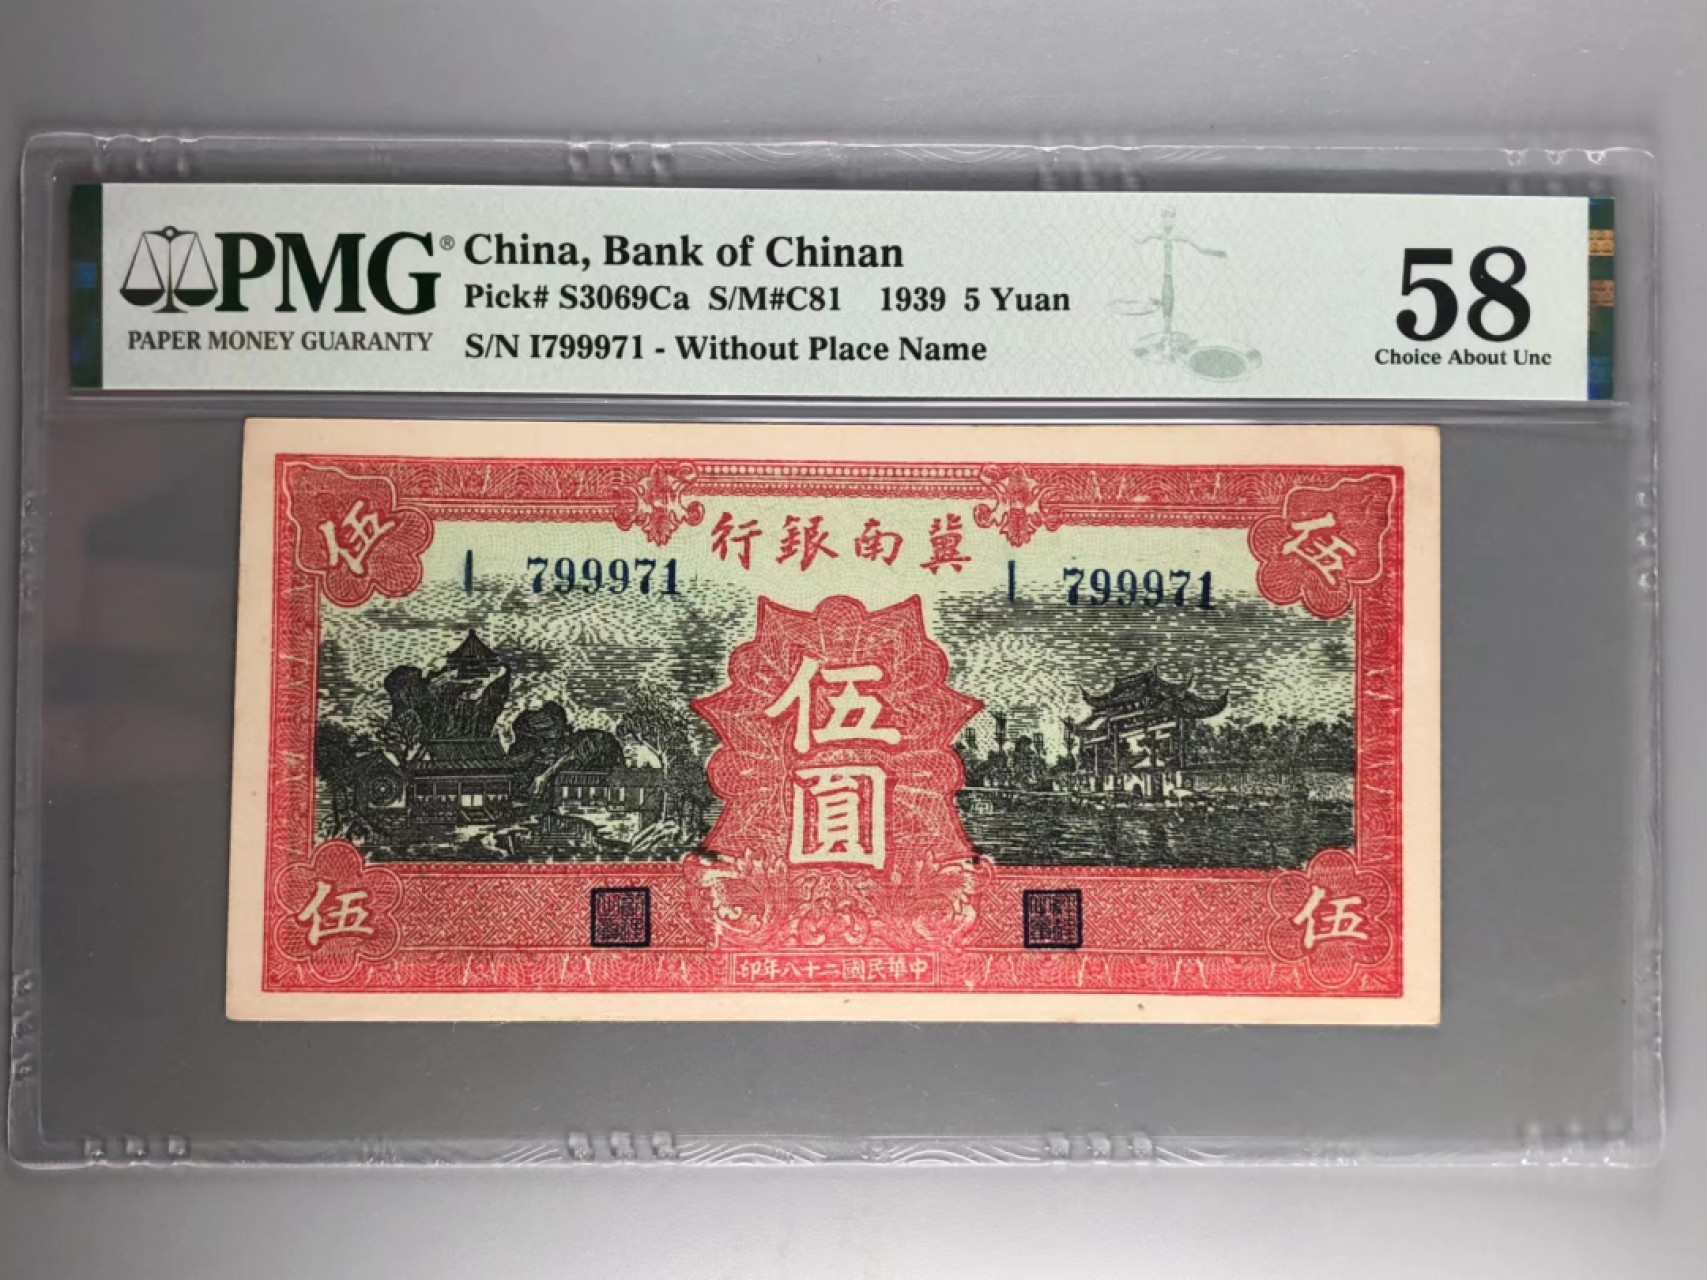 PMG®
PAPER MONEY GUARANTY
China, Bank of Chinan
Pick# S3069Ca S/M#C81 1939 5 Yuan
S/N I799971 - Without Place Name
58
Choice About Unc
伍
伍
行銀南冀
I 799971
I 799971
伍
圓
伍
伍
印年八十二國民華中